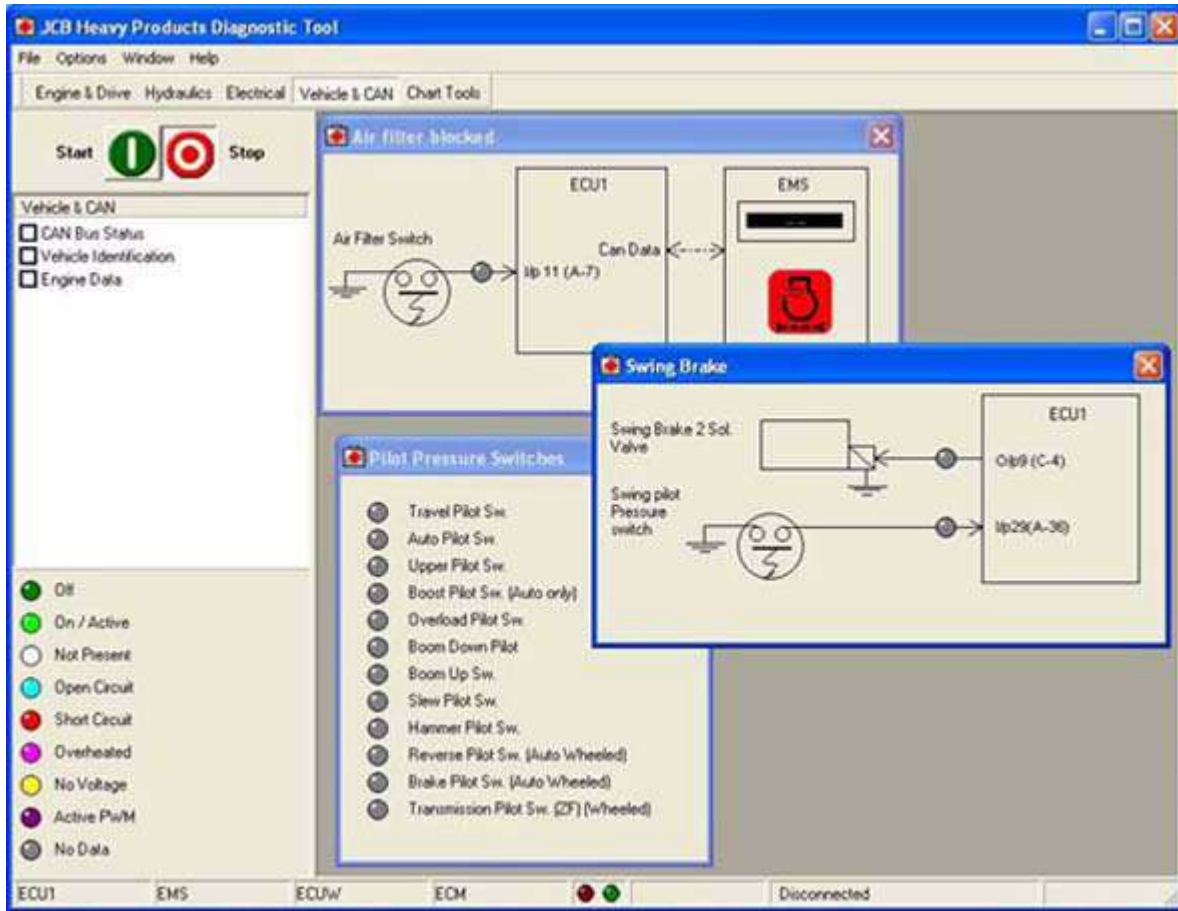 JCB Heavy Products Diagnostic Tool
File Options Window Help
Engine & Drive Hydraulics Electrical Vehicle & CAN Chart Tools
Start Stop
Vehicle & CAN
CAN Bus Status
Vehicle Identification
Engine Data
Off
On / Active
Not Present
Open Circuit
Short Circuit
Overheated
No Voltage
Active PWM
No Data
Air filter blocked
ECU1
EMS
Air Filter Switch
Can Data
I/p 11 (A-7)
Swing Brake
ECU1
Swing Brake 2 Sol.
Valve
O/p9 (C-4)
Swing pilot
Pressure
switch
I/p29(A-36)
Pilot Pressure Switches
Travel Pilot Sw.
Auto Pilot Sw.
Upper Pilot Sw.
Boost Pilot Sw. (Auto only)
Overload Pilot Sw.
Boom Down Pilot
Boom Up Sw.
Slew Pilot Sw.
Hammer Pilot Sw.
Reverse Pilot Sw. (Auto Wheeled)
Brake Pilot Sw. (Auto Wheeled)
Transmission Pilot Sw. (ZF) (Wheeled)
ECU1 EMS ECUW ECM Disconnected